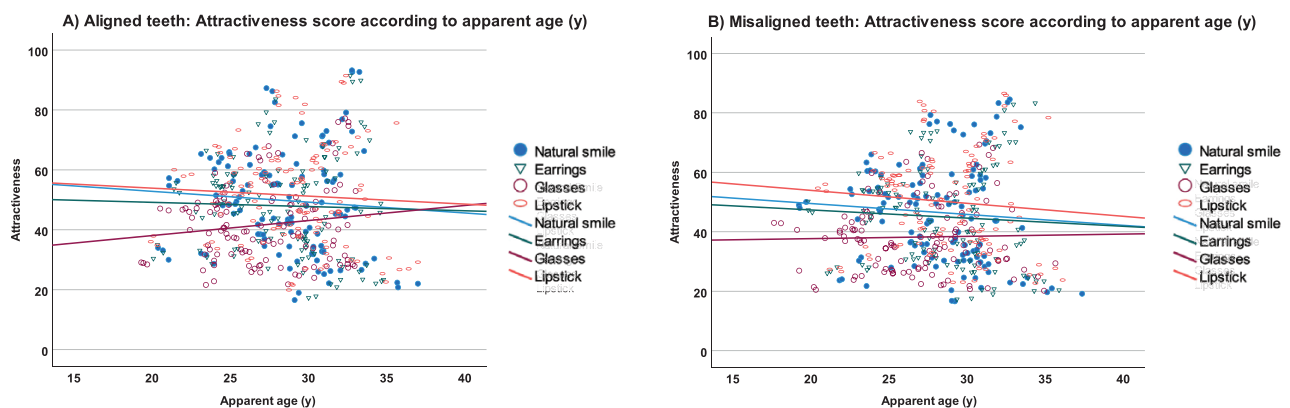 A) Aligned teeth: Attractiveness score according to apparent age (y)
100
80
60
40
20
0
Attractiveness
15 20 25 30 35 40
Apparent age (y)
Natural smile
Earrings
Glasses
Lipstick
Natural smile
Earrings
Glasses
Lipstick
Lipstick
B) Misaligned teeth: Attractiveness score according to apparent age (y)
100
80
60
40
20
0
Attractiveness
15 20 25 30 35 40
Apparent age (y)
Natural smile
Earrings
Glasses
Lipstick
Natural smile
Earrings
Glasses
Lipstick